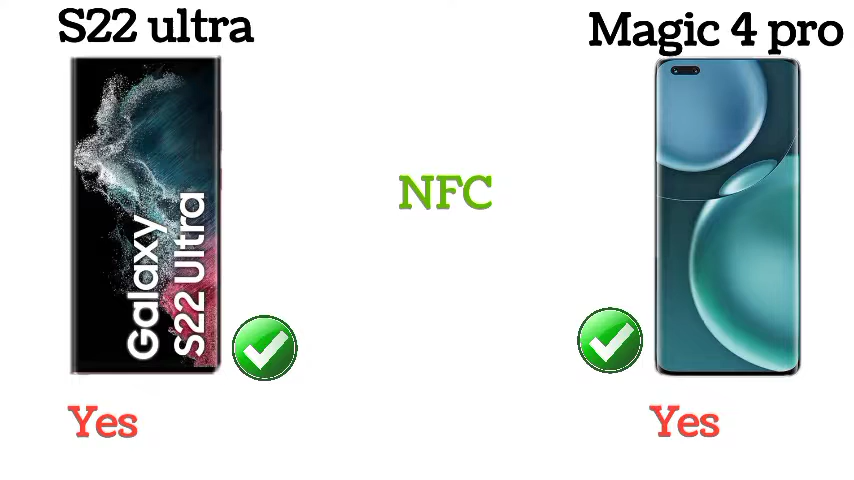 S22 ultra
Magic 4 pro
Galaxy
S22 Ultra
NFC
Yes
Yes